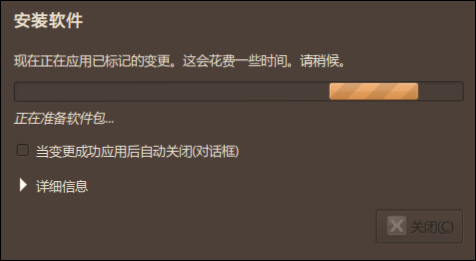 安装软件
现在正在应用已标记的变更。这会花费一些时间。请稍候。
正在准备软件包...
当变更成功应用后自动关闭(对话框)
详细信息
关闭(C)